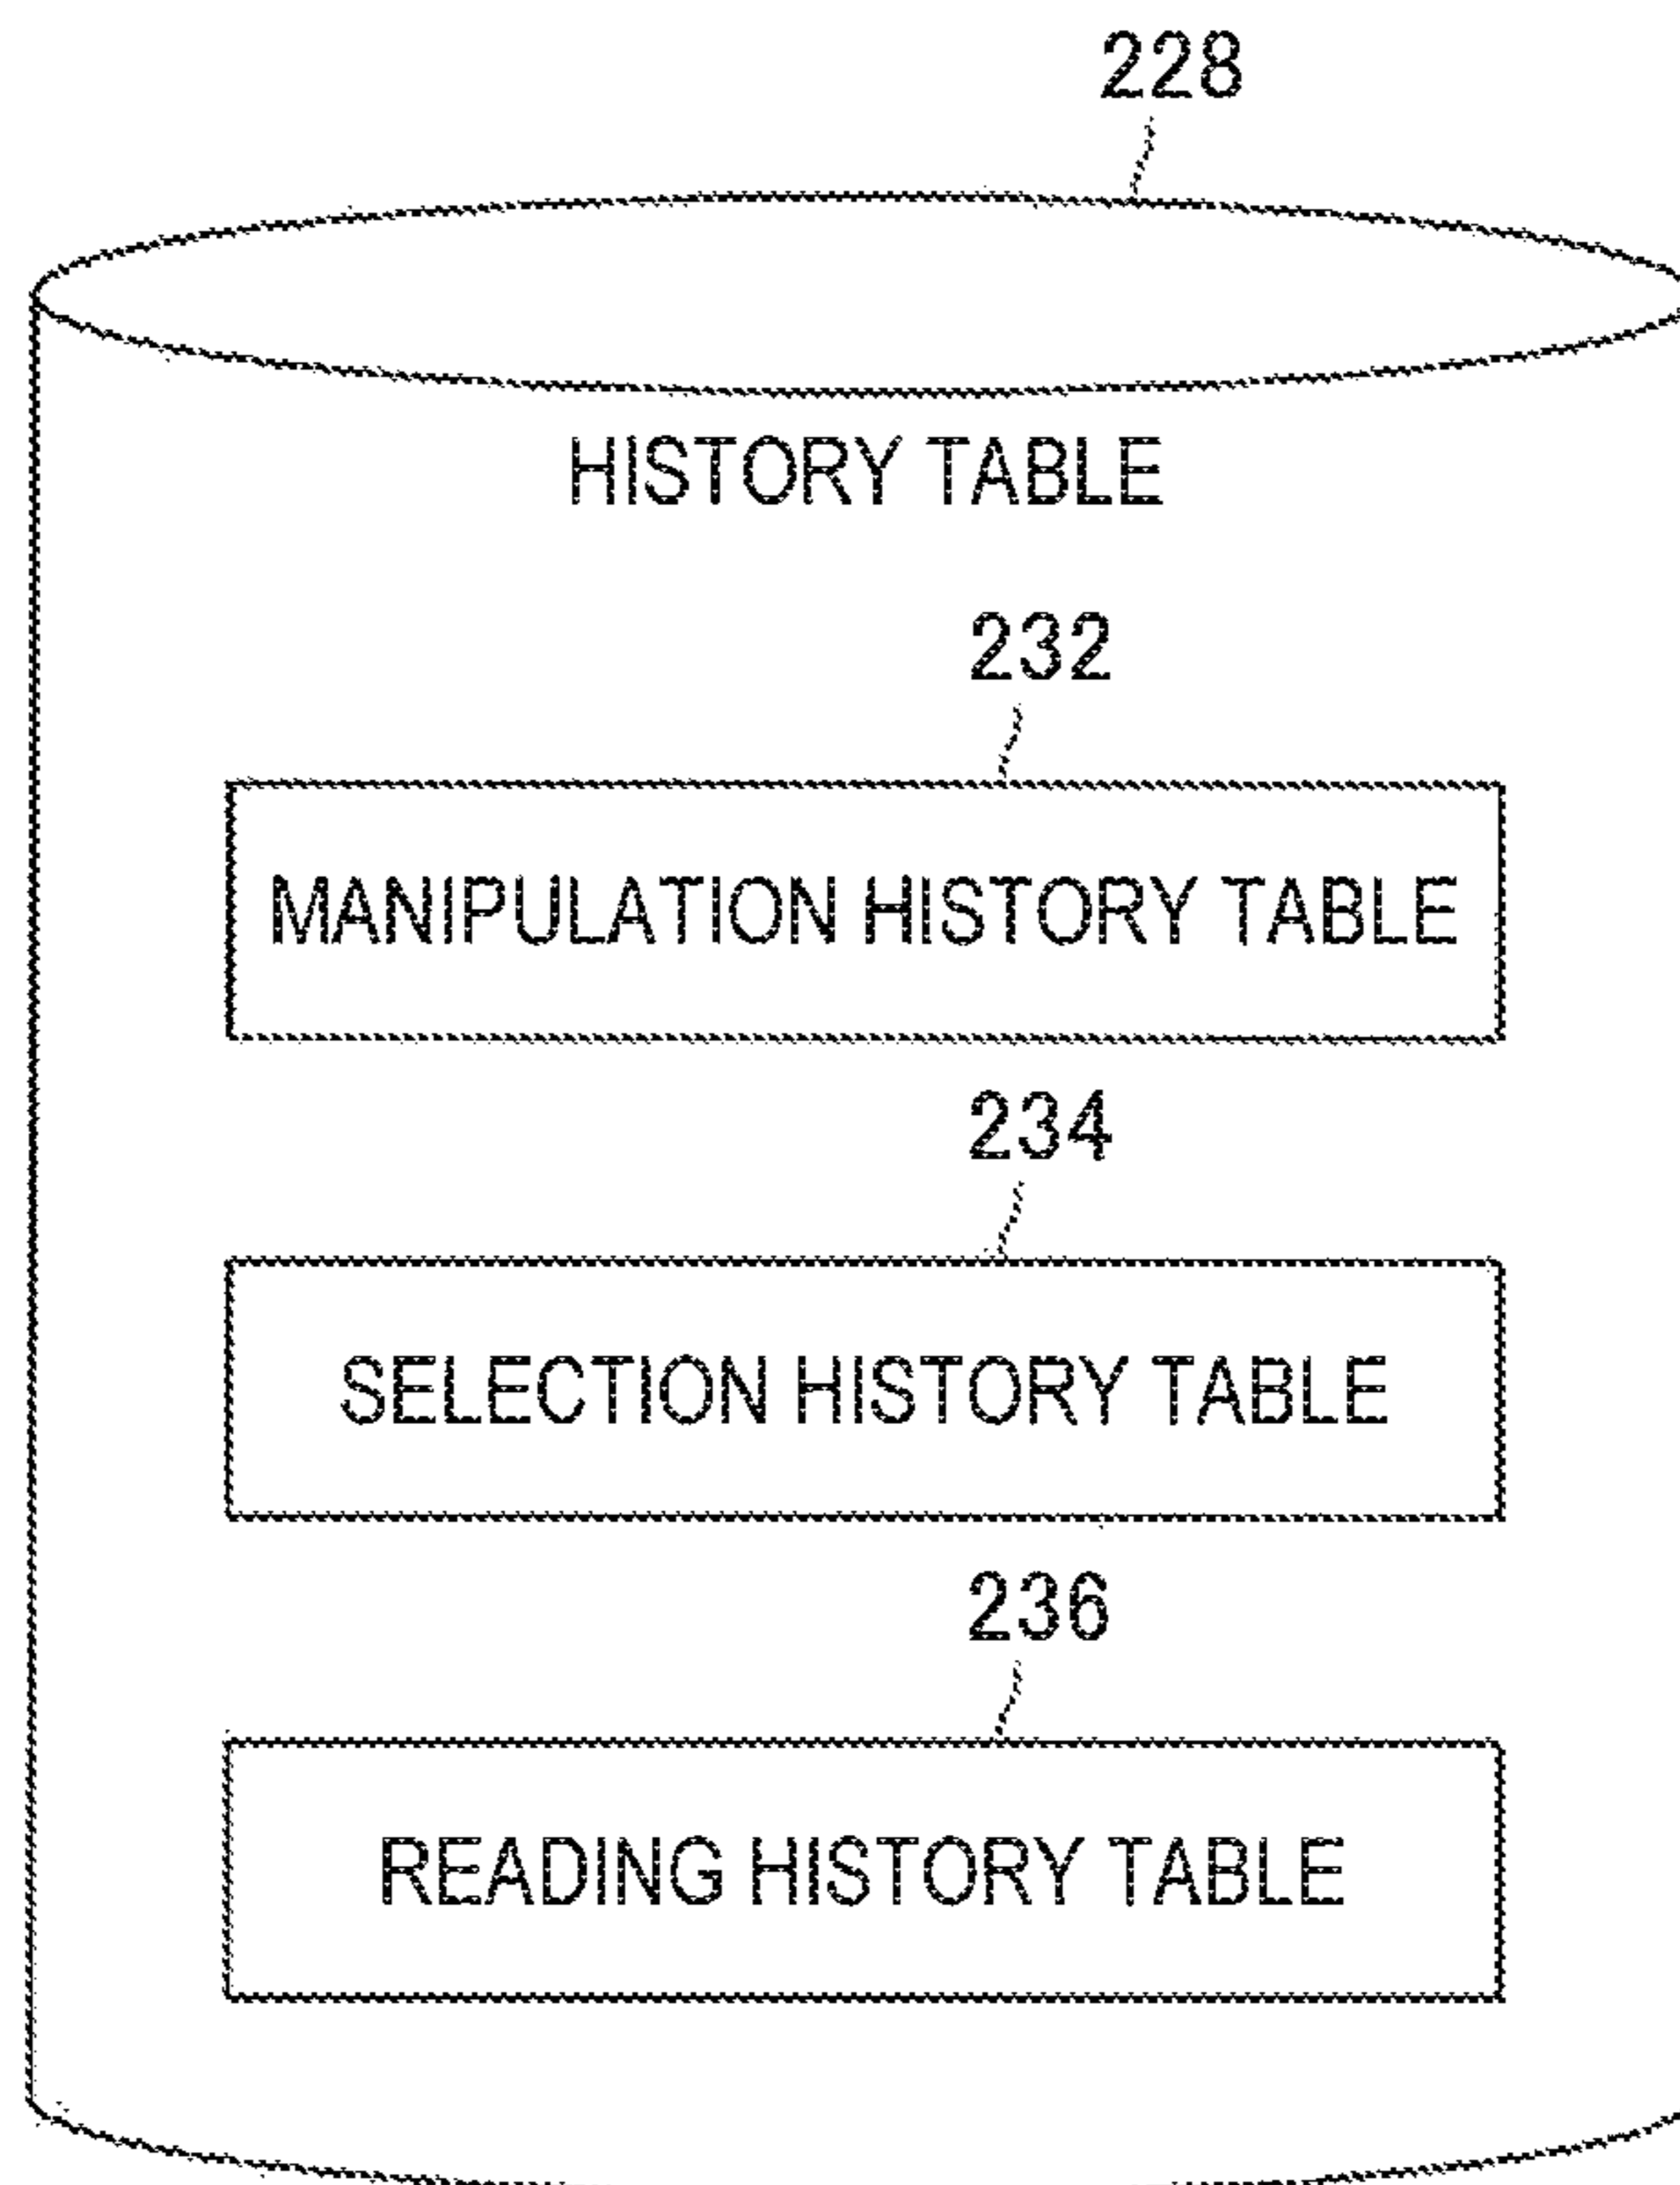 228
HISTORY TABLE
232
MANIPULATION HISTORY TABLE
234
SELECTION HISTORY TABLE
236
READING HISTORY TABLE